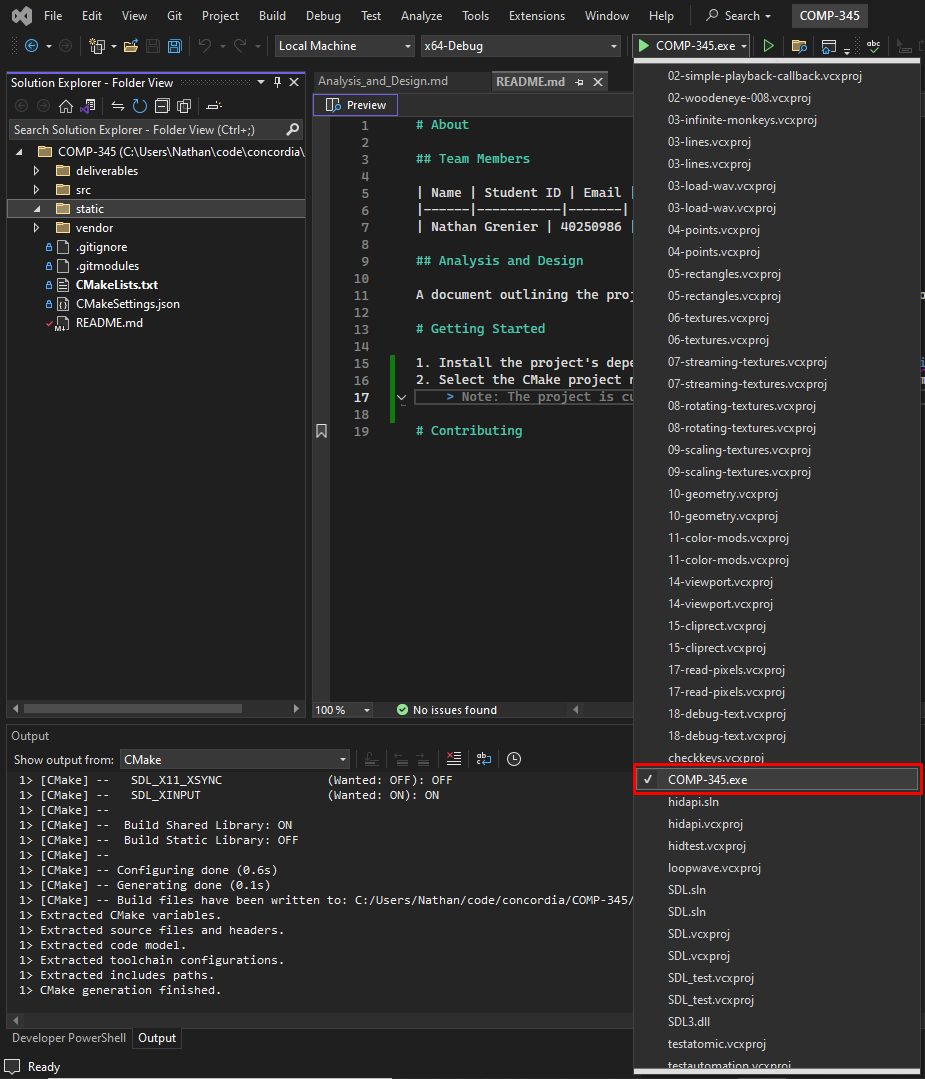 File Edit View Git Project Build Debug Test Analyze Tools Extensions Window Help Search COMP-345
Local Machine x64-Debug COMP-345.exe abc
Solution Explorer - Folder View
Search Solution Explorer - Folder View (Ctrl+;)
COMP-345 (C:\Users\Nathan\code\concordia\
deliverables
src
static
vendor
.gitignore
.gitmodules
CMakeLists.txt
CMakeSettings.json
README.md
Analysis_and_Design.md README.md
Preview
1 # About
2
3 ## Team Members
4
5 | Name | Student ID | Email |
6 |------|-----------|-------|
7 | Nathan Grenier | 40250986 |
8
9 ## Analysis and Design
10
11 A document outlining the
12
13 # Getting Started
14
15 1. Install the project's
16 2. Select the CMake project
17 > Note: The project is
18
19 # Contributing
100 % No issues found
02-simple-playback-callback.vcxproj
02-woodeneye-008.vcxproj
03-infinite-monkeys.vcxproj
03-lines.vcxproj
03-lines.vcxproj
03-load-wav.vcxproj
03-load-wav.vcxproj
04-points.vcxproj
04-points.vcxproj
05-rectangles.vcxproj
05-rectangles.vcxproj
06-textures.vcxproj
06-textures.vcxproj
07-streaming-textures.vcxproj
07-streaming-textures.vcxproj
08-rotating-textures.vcxproj
08-rotating-textures.vcxproj
09-scaling-textures.vcxproj
09-scaling-textures.vcxproj
10-geometry.vcxproj
10-geometry.vcxproj
11-color-mods.vcxproj
11-color-mods.vcxproj
14-viewport.vcxproj
14-viewport.vcxproj
15-cliprect.vcxproj
15-cliprect.vcxproj
17-read-pixels.vcxproj
17-read-pixels.vcxproj
18-debug-text.vcxproj
18-debug-text.vcxproj
checkkeys.vcxproj
COMP-345.exe
hidapi.sln
hidapi.vcxproj
hidtest.vcxproj
loopwave.vcxproj
SDL.sln
SDL.sln
SDL.vcxproj
SDL.vcxproj
SDL_test.vcxproj
SDL_test.vcxproj
SDL3.dll
testatomic.vcxproj
testautomation.vcxproj
Output
Show output from: CMake
1> [CMake] -- SDL_X11_XSYNC (Wanted: OFF): OFF
1> [CMake] -- SDL_XINPUT (Wanted: ON): ON
1> [CMake] --
1> [CMake] -- Build Shared Library: ON
1> [CMake] -- Build Static Library: OFF
1> [CMake] --
1> [CMake] -- Configuring done (0.6s)
1> [CMake] -- Generating done (0.1s)
1> [CMake] -- Build files have been written to: C:/Users/Nathan/code/concordia/COMP-345/
1> Extracted CMake variables.
1> Extracted source files and headers.
1> Extracted code model.
1> Extracted toolchain configurations.
1> Extracted includes paths.
1> CMake generation finished.
Developer PowerShell Output
Ready